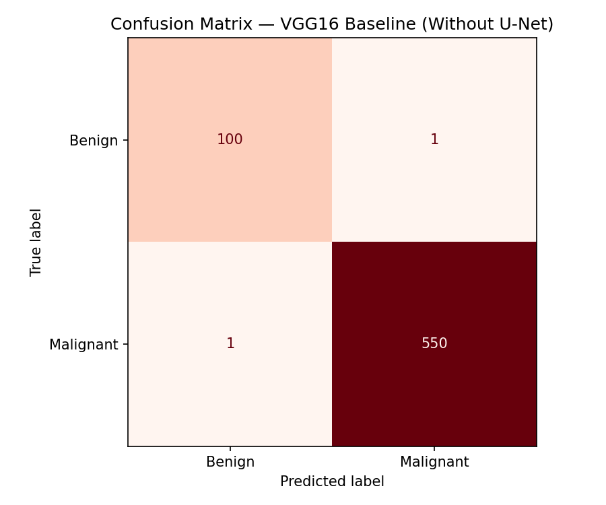 Confusion Matrix — VGG16 Baseline (Without U-Net)
Benign
100
1
True label
Malignant
1
550
Benign
Malignant
Predicted label